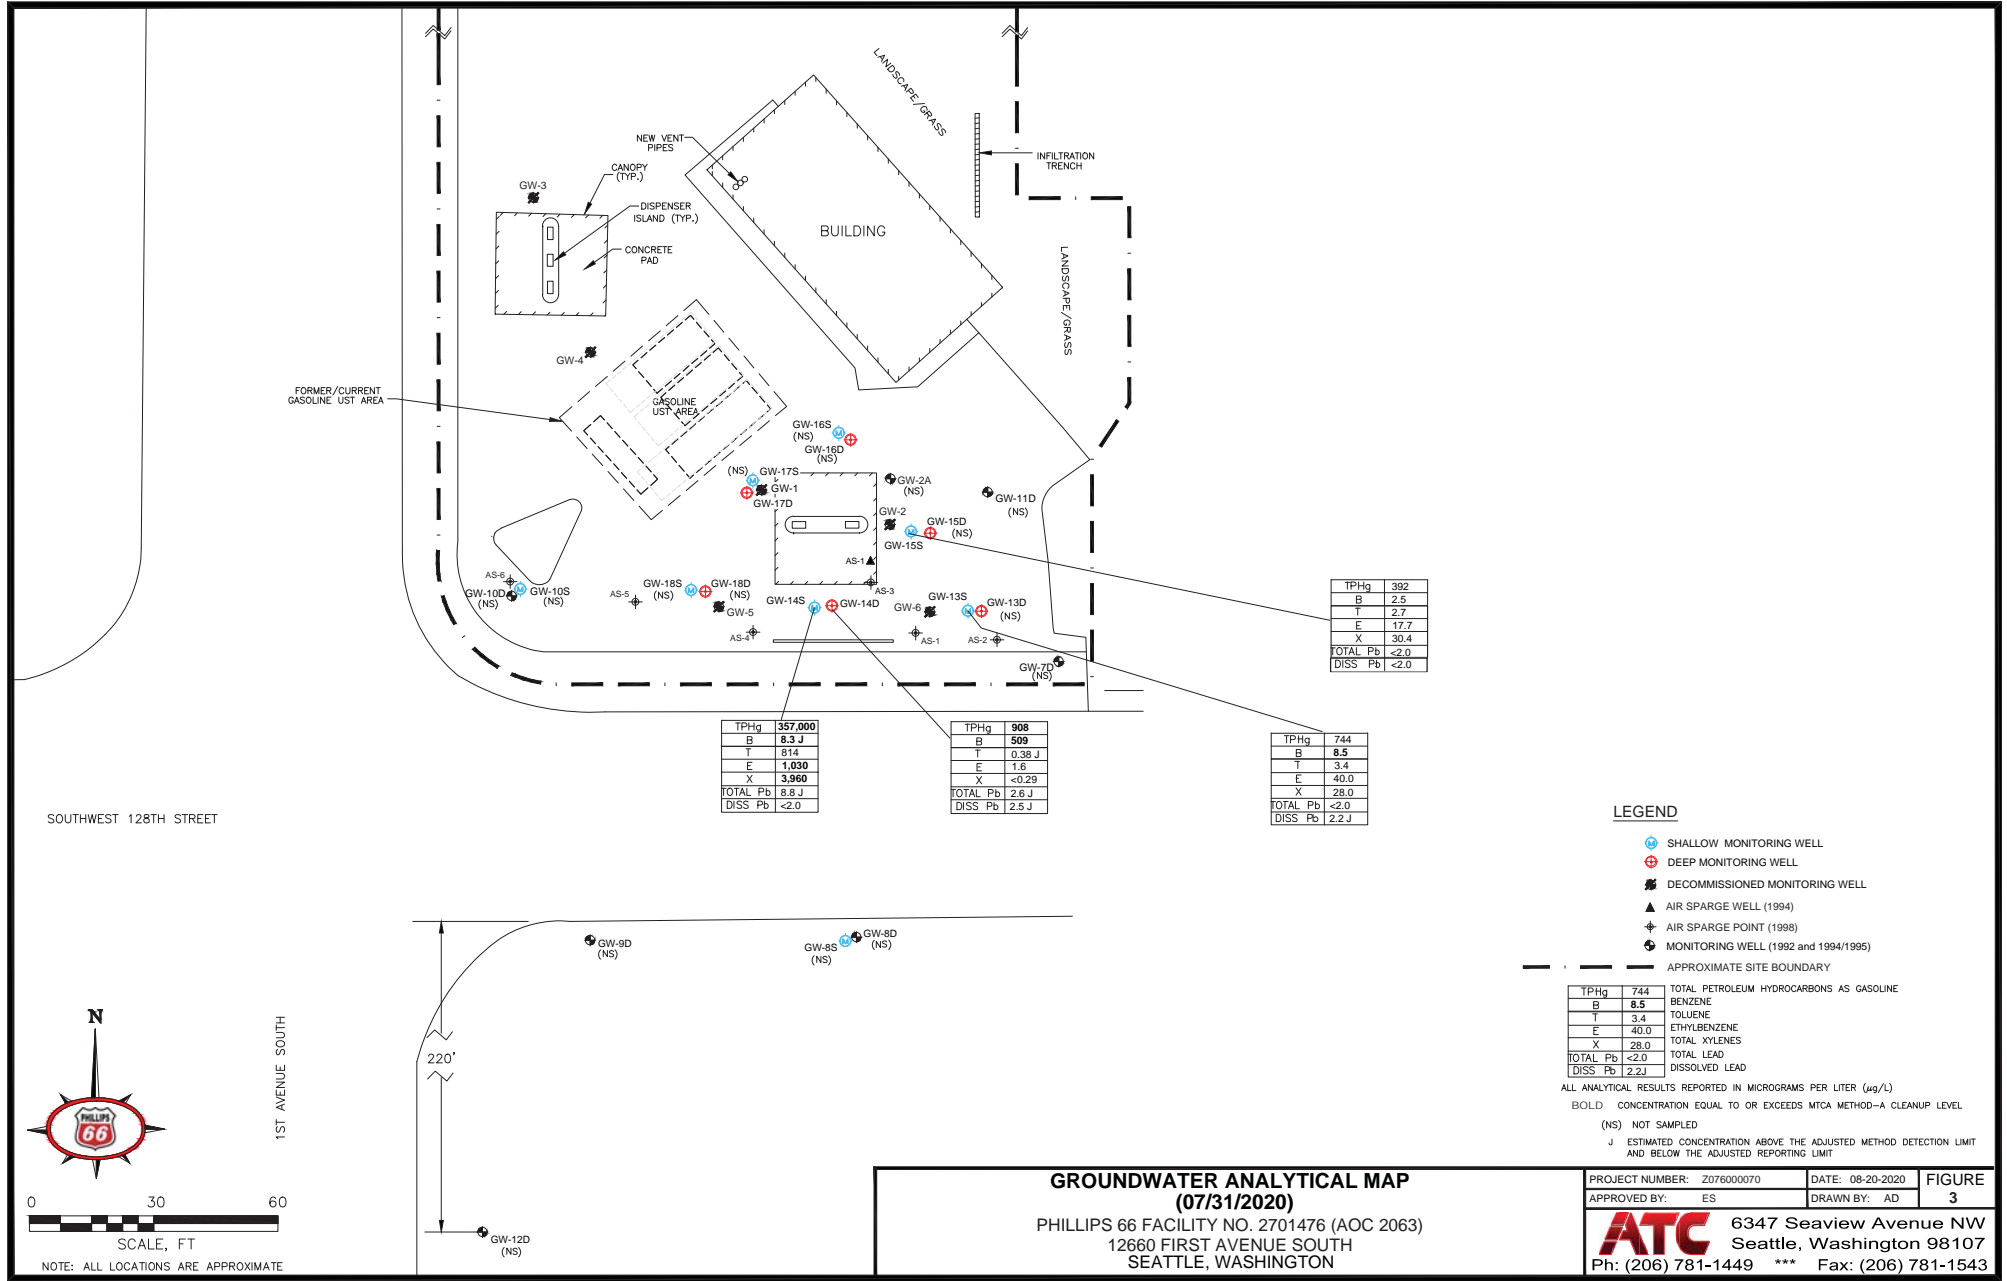 LANDSCAPE/GRASS
NEW VENT
PIPES
INFILTRATION
TRENCH
CANOPY
(TYP.)
GW-3
DISPENSER
ISLAND (TYP.)
BUILDING
CONCRETE
PAD
LANDSCAPE/GRASS
GW-4
FORMER/CURRENT
GASOLINE UST AREA
GASOLINE
UST AREA
GW-16S
(NS)
GW-16D
(NS)
(NS)
GW-17S
GW-1
GW-17D
GW-2A
(NS)
GW-11D
(NS)
GW-2
GW-15D
(NS)
GW-15S
AS-1
AS-3
AS-6
GW-10D
(NS)
GW-10S
(NS)
AS-5
GW-18S
(NS)
GW-18D
(NS)
GW-5
AS-4
GW-14S
GW-14D
GW-6
GW-13S
GW-13D
(NS)
AS-1
AS-2
GW-7D
(NS)
TPHg 392
B 2.5
T 2.7
E 17.7
X 30.4
TOTAL Pb <2.0
DISS Pb <2.0
TPHg 357,000
B 8.3 J
T 814
E 1,030
X 3,960
TOTAL Pb 8.8 J
DISS Pb <2.0
TPHg 908
B 509
T 0.38 J
E 1.6
X <0.29
TOTAL Pb 2.6 J
DISS Pb 2.5 J
TPHg 744
B 8.5
T 3.4
E 40.0
X 28.0
TOTAL Pb <2.0
DISS Pb 2.2 J
SOUTHWEST 128TH STREET
GW-9D
(NS)
GW-8S
(NS)
GW-8D
(NS)
220'
GW-12D
(NS)
1ST AVENUE SOUTH
N
PHILLIPS
66
0 30 60
SCALE, FT
NOTE: ALL LOCATIONS ARE APPROXIMATE
LEGEND
SHALLOW MONITORING WELL
DEEP MONITORING WELL
DECOMMISSIONED MONITORING WELL
AIR SPARGE WELL (1994)
AIR SPARGE POINT (1998)
MONITORING WELL (1992 and 1994/1995)
APPROXIMATE SITE BOUNDARY
TPHg 744 TOTAL PETROLEUM HYDROCARBONS AS GASOLINE
B 8.5 BENZENE
T 3.4 TOLUENE
E 40.0 ETHYLBENZENE
X 28.0 TOTAL XYLENES
TOTAL Pb <2.0 TOTAL LEAD
DISS Pb 2.2J DISSOLVED LEAD
ALL ANALYTICAL RESULTS REPORTED IN MICROGRAMS PER LITER (µg/L)
BOLD CONCENTRATION EQUAL TO OR EXCEEDS MTCA METHOD-A CLEANUP LEVEL
(NS) NOT SAMPLED
J ESTIMATED CONCENTRATION ABOVE THE ADJUSTED METHOD DETECTION LIMIT
AND BELOW THE ADJUSTED REPORTING LIMIT
GROUNDWATER ANALYTICAL MAP
(07/31/2020)
PHILLIPS 66 FACILITY NO. 2701476 (AOC 2063)
12660 FIRST AVENUE SOUTH
SEATTLE, WASHINGTON
PROJECT NUMBER: Z076000070
DATE: 08-20-2020
FIGURE
3
APPROVED BY: ES
DRAWN BY: AD
ATC
6347 Seaview Avenue NW
Seattle, Washington 98107
Ph: (206) 781-1449 *** Fax: (206) 781-1543